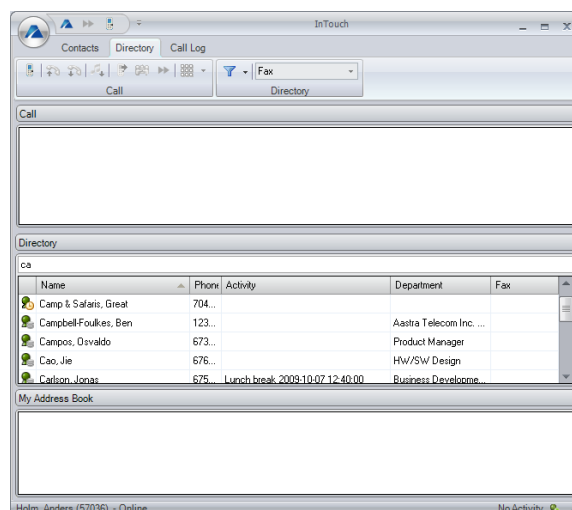 InTouch
Contacts Directory Call Log
Fax
Call Directory
Call
Directory
ca
Name Phone Activity Department Fax
Camp & Safaris, Great 704...
Campbell-Foulkes, Ben 123... Aastra Telecom Inc. ...
Campos, Osvaldo 673... Product Manager
Cao, Jie 676... HW/SW Design
Carlson, Jonas 675... Lunch break 2009-10-07 12:40:00 Business Developme...
My Address Book
Holm, Anders (57036) - Online No Activity